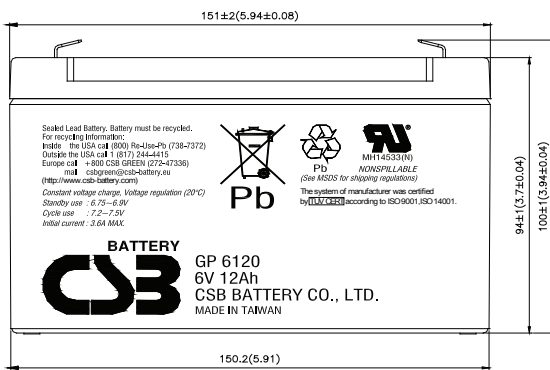 151±2(5.94±0.08)
Sealed Lead Battery. Battery must be recycled.
For recycling Information:
Inside the USA call (800) Re-Use-Pb (738-7372)
Outside the USA call 1 (817) 244-4415
Europe call +800 CSB GREEN (272-47336)
mail csbgreen@csb-battery.eu
(http://www.csb-battery.com)
Constant voltage charge, Voltage regulation (20°C)
Standby use : 6.75~6.9V
Cycle use : 7.2~7.5V
Initial current : 3.6A MAX.
Pb
Pb
MH14533(N)
NONSPILLABLE
(See MSDS for shipping regulations)
The system of manufacturer was certified
by TUV CERT according to ISO9001,ISO14001.
BATTERY
CSB
GP 6120
6V 12Ah
CSB BATTERY CO., LTD.
MADE IN TAIWAN
94±1(3.7±0.04)
100±1(3.94±0.04)
150.2(5.91)